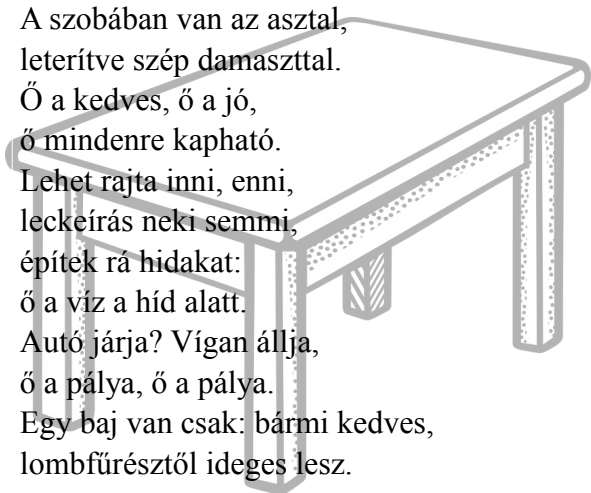 A szobában van az asztal,
leterítve szép damaszttal.
Ő a kedves, ő a jó,
ő mindenre kapható.
Lehet rajta inni, enni,
leckeírás neki semmi,
építek rá hidakat:
ő a víz a híd alatt.
Autó járja? Vígan állja,
ő a pálya, ő a pálya.
Egy baj van csak: bármi kedves,
lombfűrésztől ideges lesz.